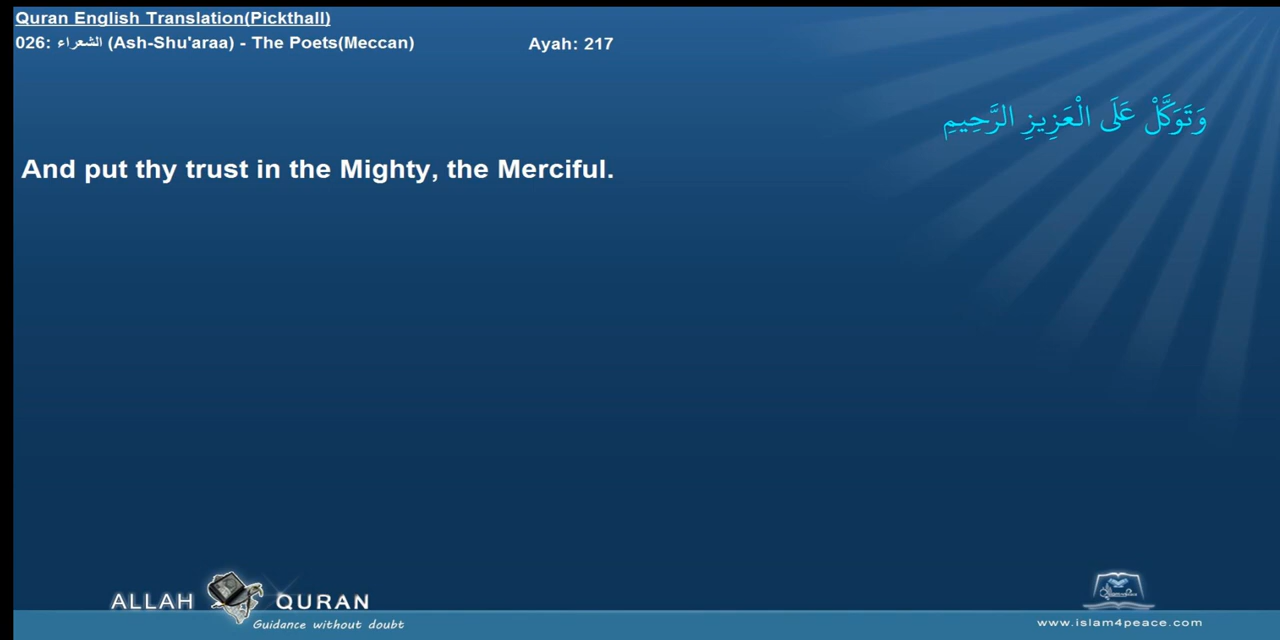 Quran English Translation(Pickthall)
026: الشعراء (Ash-Shu'araa) - The Poets(Meccan) Ayah: 217
وَتَوَكَّلْ عَلَى الْعَزِيزِ الرَّحِيمِ
And put thy trust in the Mighty, the Merciful.
ALLAH QURAN
Guidance without doubt
www.islam4peace.com